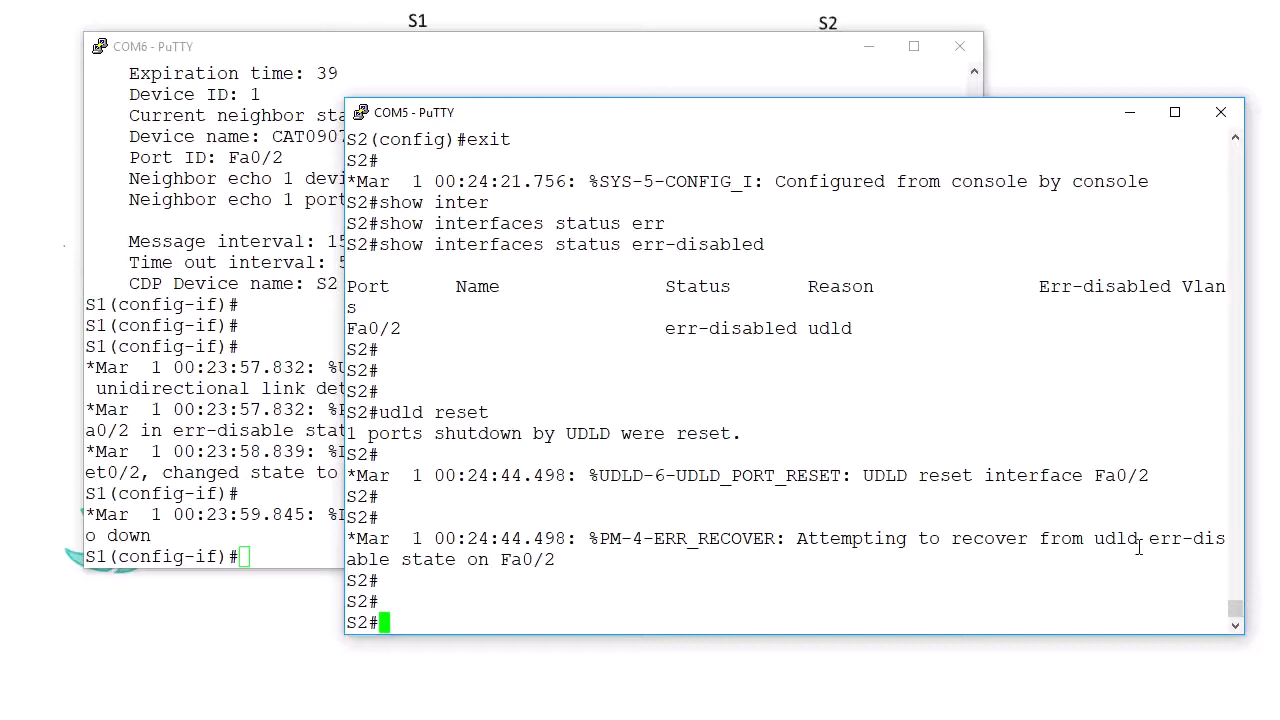 S1
S2
COM6 - PuTTY
Expiration time: 39
Device ID: 1
Current neighbor sta
Device name: CAT0907
Port ID: Fa0/2
Neighbor echo 1 devi
Neighbor echo 1 port
Message interval: 15
Time out interval: 5
CDP Device name: S2
S1(config-if)#
S1(config-if)#
S1(config-if)#
*Mar  1 00:23:57.832: %U
unidirectional link det
*Mar  1 00:23:57.832: %P
a0/2 in err-disable stat
*Mar  1 00:23:58.839: %L
et0/2, changed state to
S1(config-if)#
*Mar  1 00:23:59.845: %L
o down
S1(config-if)#
COM5 - PuTTY
S2(config)#exit
S2#
*Mar  1 00:24:21.756: %SYS-5-CONFIG_I: Configured from console by console
S2#show inter
S2#show interfaces status err
S2#show interfaces status err-disabled
Port      Name               Status       Reason               Err-disabled Vlan
s
Fa0/2                        err-disabled udld
S2#
S2#
S2#
S2#udld reset
1 ports shutdown by UDLD were reset.
S2#
*Mar  1 00:24:44.498: %UDLD-6-UDLD_PORT_RESET: UDLD reset interface Fa0/2
S2#
S2#
*Mar  1 00:24:44.498: %PM-4-ERR_RECOVER: Attempting to recover from udld err-dis
able state on Fa0/2
S2#
S2#
S2#